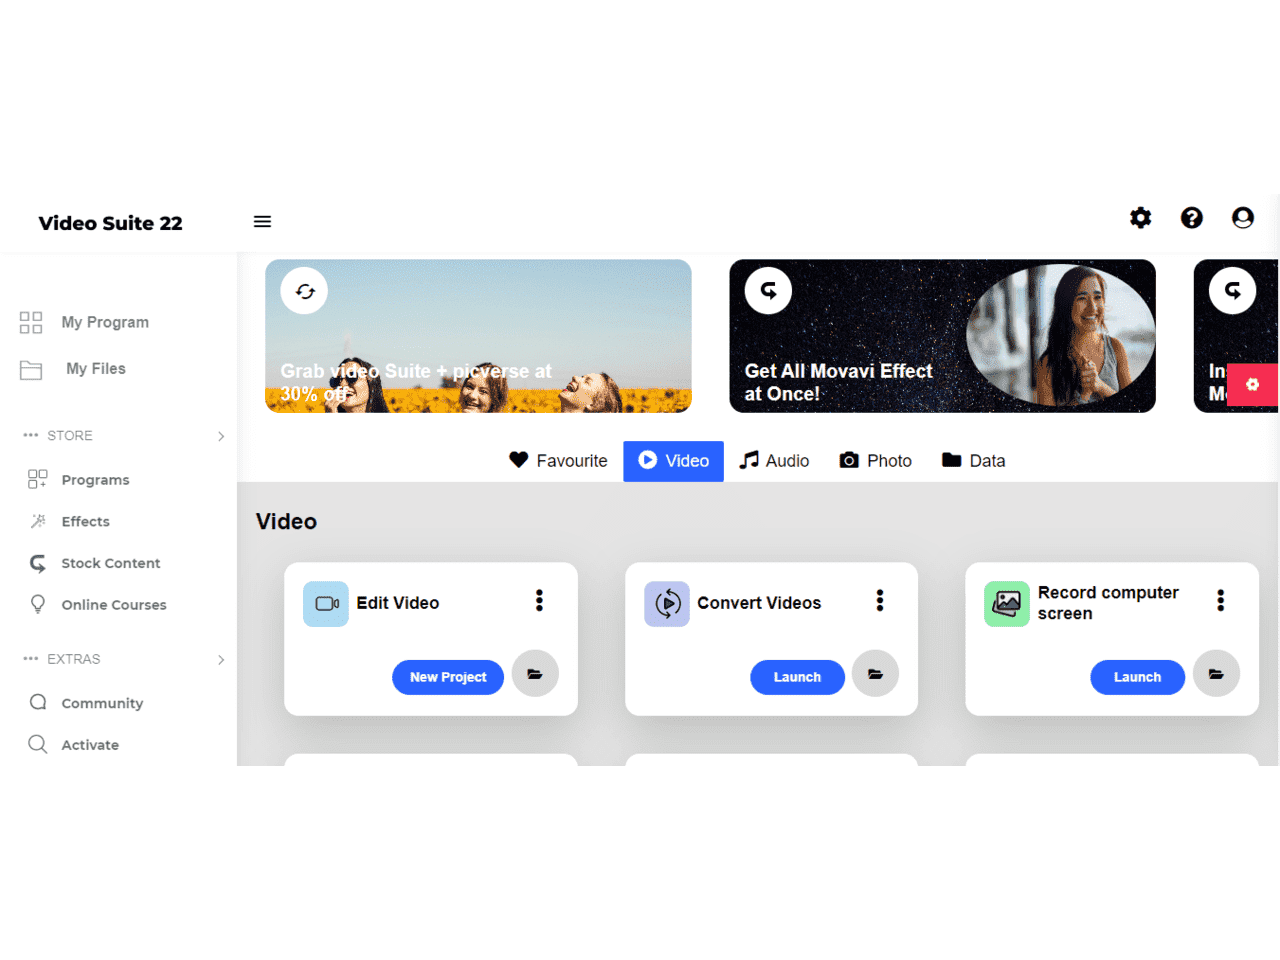 Video Suite 22
My Program
My Files
STORE
Programs
Effects
Stock Content
Online Courses
EXTRAS
Community
Activate
Grab video Suite + picverse at
30% off
Get All Movavi Effect
at Once!
Favourite
Video
Audio
Photo
Data
Video
Edit Video
New Project
Convert Videos
Launch
Record computer
screen
Launch